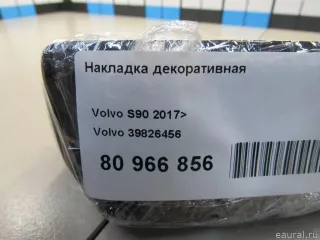 Накладка декоративная
Volvo S90 2017>
Volvo 39826456
80 966 856
eaural.ru